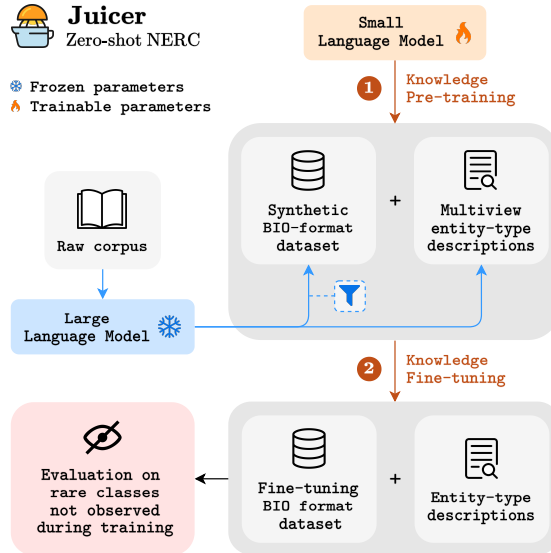 Juicer
Zero-shot NERC
Frozen parameters
Trainable parameters
Small
Language Model
1
Knowledge
Pre-training
Raw corpus
Synthetic
BIO-format
dataset
+
Multiview
entity-type
descriptions
Large
Language Model
2
Knowledge
Fine-tuning
Evaluation on
rare classes
not observed
during training
Fine-tuning
BIO format
dataset
+
Entity-type
descriptions